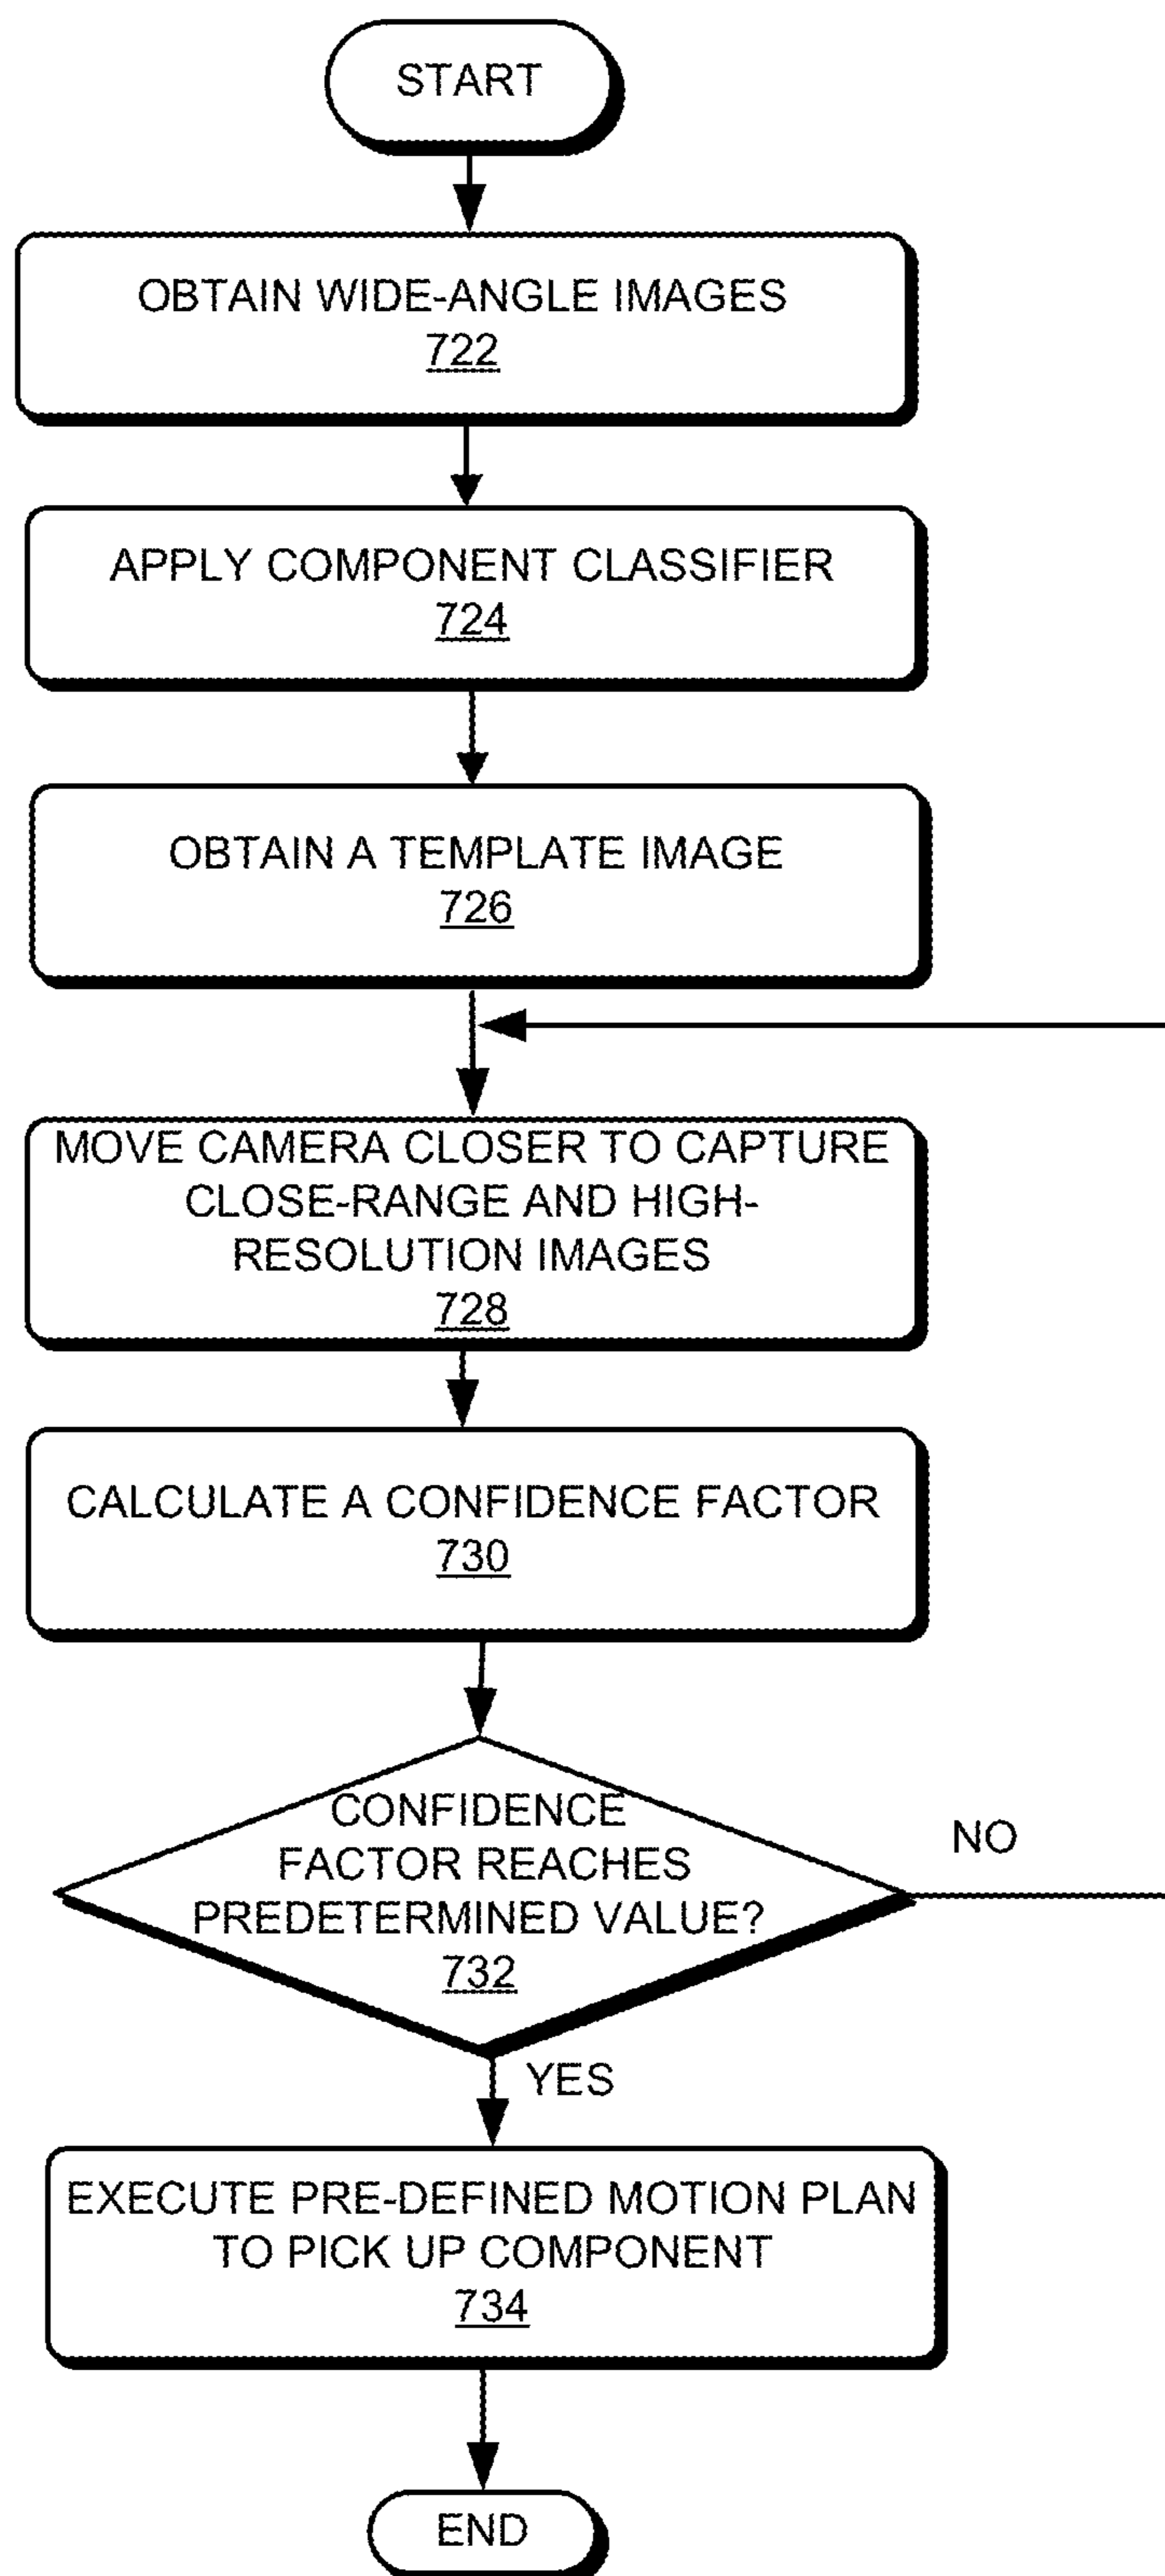 START
OBTAIN WIDE-ANGLE IMAGES
722
APPLY COMPONENT CLASSIFIER
724
OBTAIN A TEMPLATE IMAGE
726
MOVE CAMERA CLOSER TO CAPTURE
CLOSE-RANGE AND HIGH-
RESOLUTION IMAGES
728
CALCULATE A CONFIDENCE FACTOR
730
CONFIDENCE
FACTOR REACHES
PREDETERMINED VALUE?
732
NO
YES
EXECUTE PRE-DEFINED MOTION PLAN
TO PICK UP COMPONENT
734
END